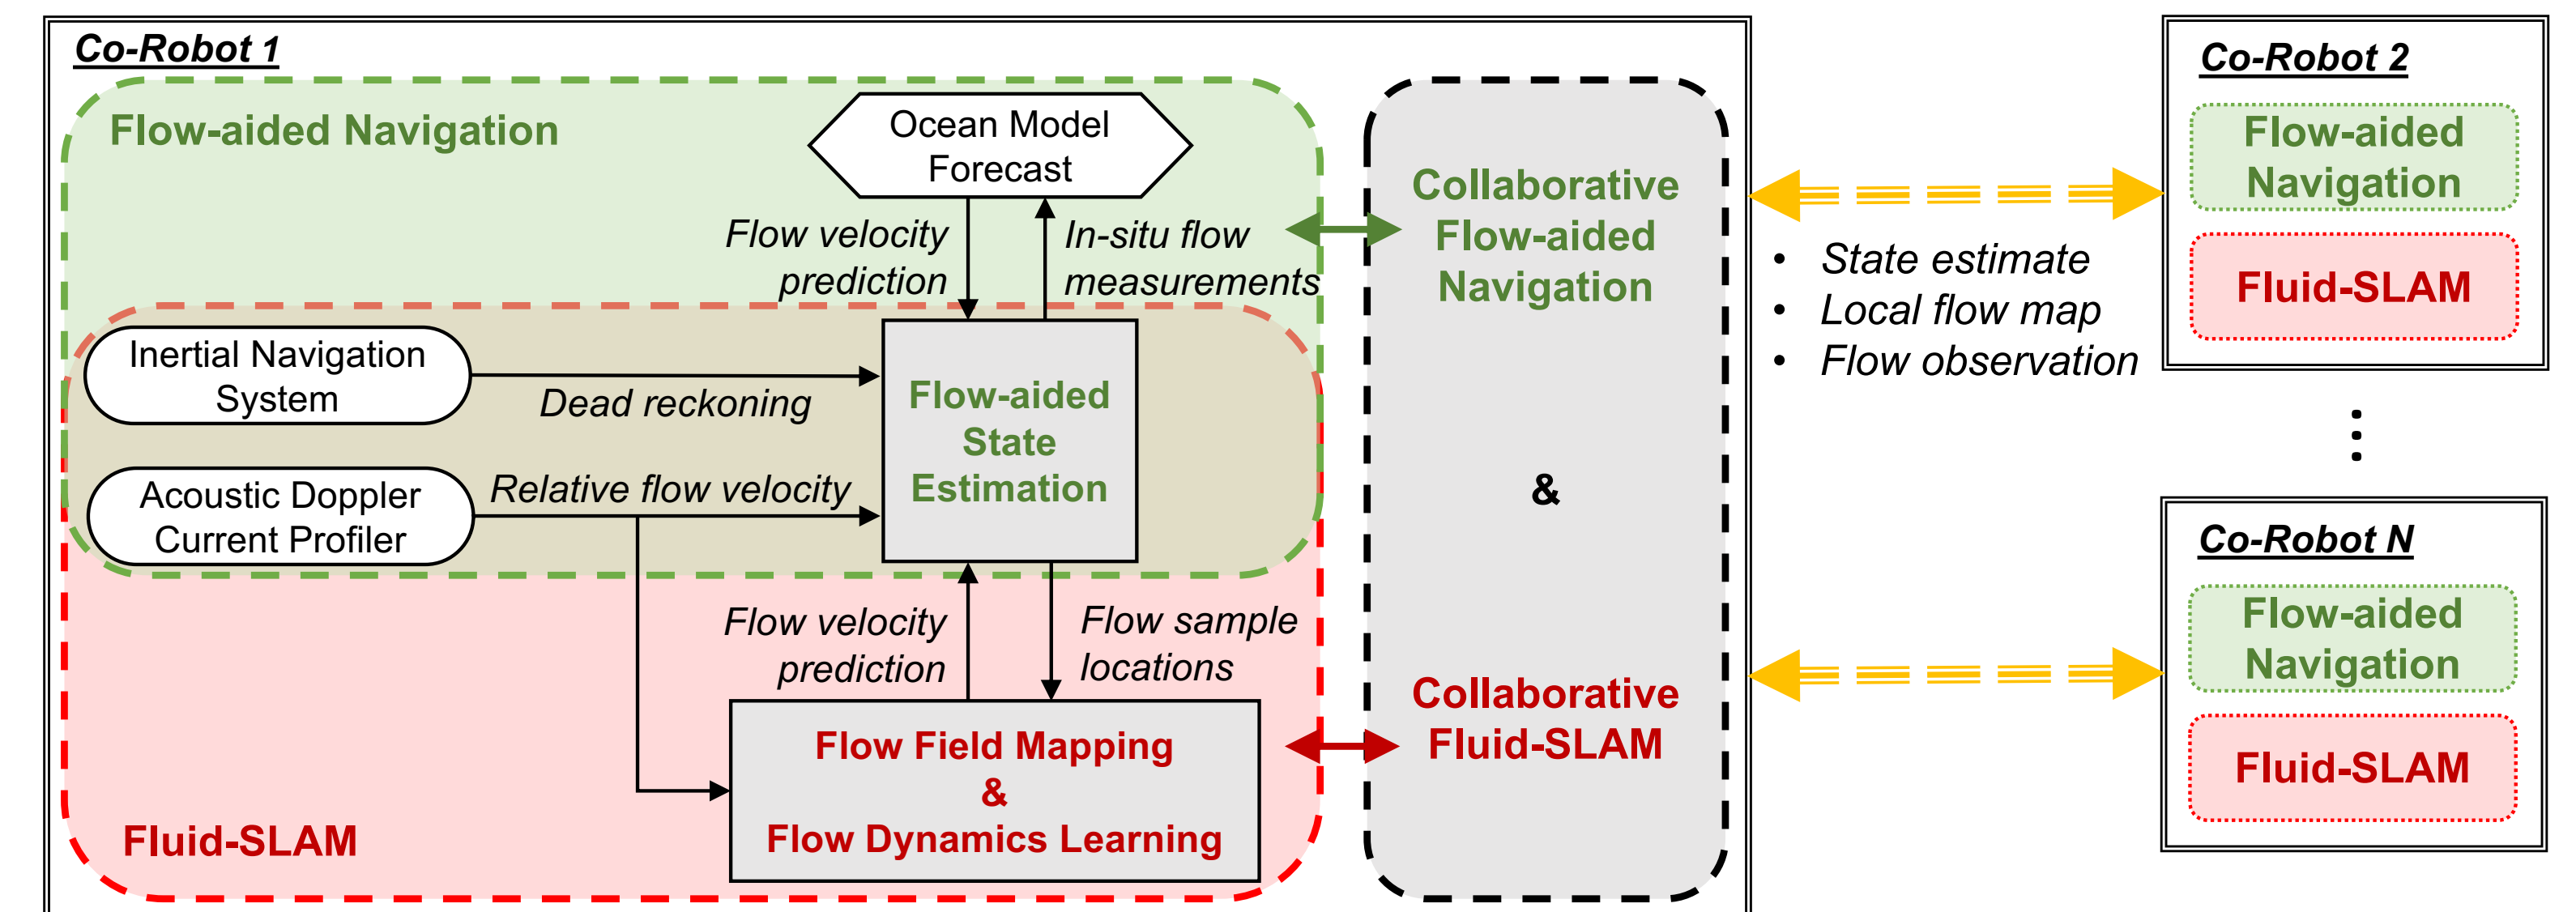 Co-Robot 1
Flow-aided Navigation
Ocean Model
Forecast
Flow velocity
prediction
In-situ flow
measurements
Inertial Navigation
System
Dead reckoning
Flow-aided
State
Estimation
Acoustic Doppler
Current Profiler
Relative flow velocity
Flow velocity
prediction
Flow sample
locations
Flow Field Mapping
&
Flow Dynamics Learning
Fluid-SLAM
Collaborative
Flow-aided
Navigation
&
Collaborative
Fluid-SLAM
• State estimate
• Local flow map
• Flow observation
Co-Robot 2
Flow-aided
Navigation
Fluid-SLAM
Co-Robot N
Flow-aided
Navigation
Fluid-SLAM